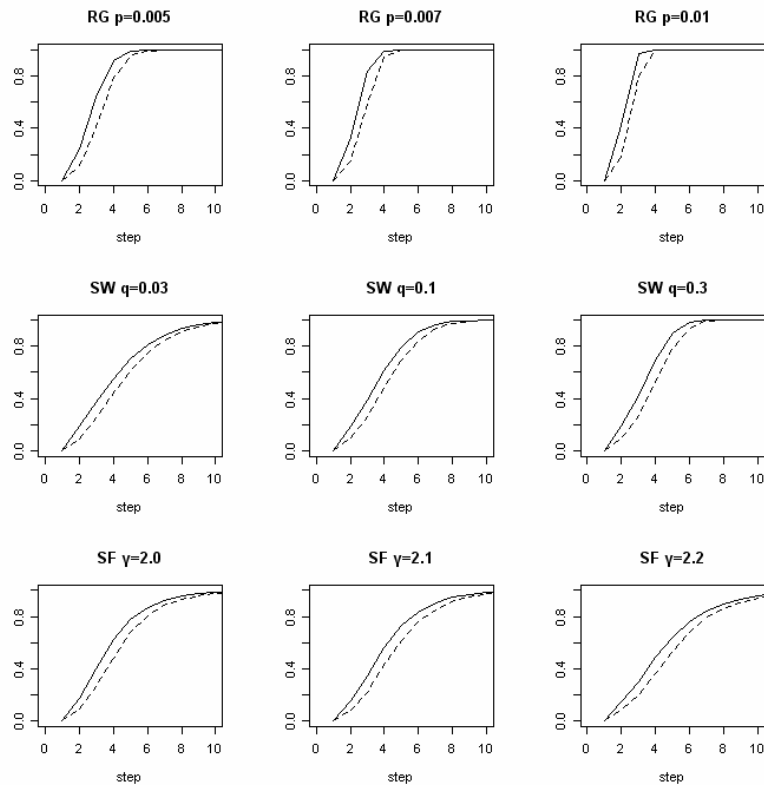 RG p=0.005
RG p=0.007
RG p=0.01
0.0 0.4 0.8
0 2 4 6 8 10
step
0.0 0.4 0.8
0 2 4 6 8 10
step
0.0 0.4 0.8
0 2 4 6 8 10
step
SW q=0.03
SW q=0.1
SW q=0.3
0.0 0.4 0.8
0 2 4 6 8 10
step
0.0 0.4 0.8
0 2 4 6 8 10
step
0.0 0.4 0.8
0 2 4 6 8 10
step
SF γ=2.0
SF γ=2.1
SF γ=2.2
0.0 0.4 0.8
0 2 4 6 8 10
step
0.0 0.4 0.8
0 2 4 6 8 10
step
0.0 0.4 0.8
0 2 4 6 8 10
step